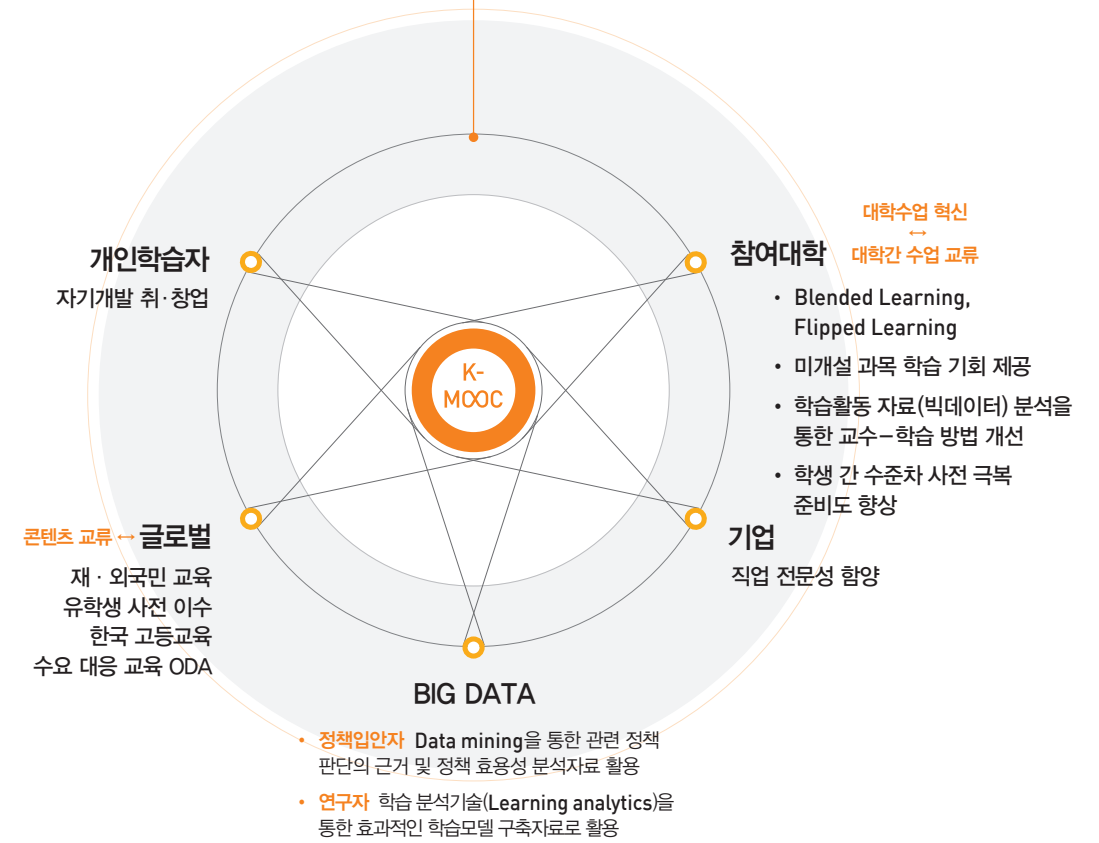 대학수업 혁신
↔
대학간 수업 교류
개인학습자
자기개발 취·창업
참여대학
• Blended Learning,
Flipped Learning
• 미개설 과목 학습 기회 제공
• 학습활동 자료(빅데이터) 분석을
통한 교수–학습 방법 개선
• 학생 간 수준차 사전 극복
준비도 향상
K-
MOOC
콘텐츠 교류 ↔ 글로벌
재 · 외국민 교육
유학생 사전 이수
한국 고등교육
수요 대응 교육 ODA
기업
직업 전문성 함양
BIG DATA
• 정책입안자 Data mining을 통한 관련 정책
판단의 근거 및 정책 효용성 분석자료 활용
• 연구자 학습 분석기술(Learning analytics)을
통한 효과적인 학습모델 구축자료로 활용